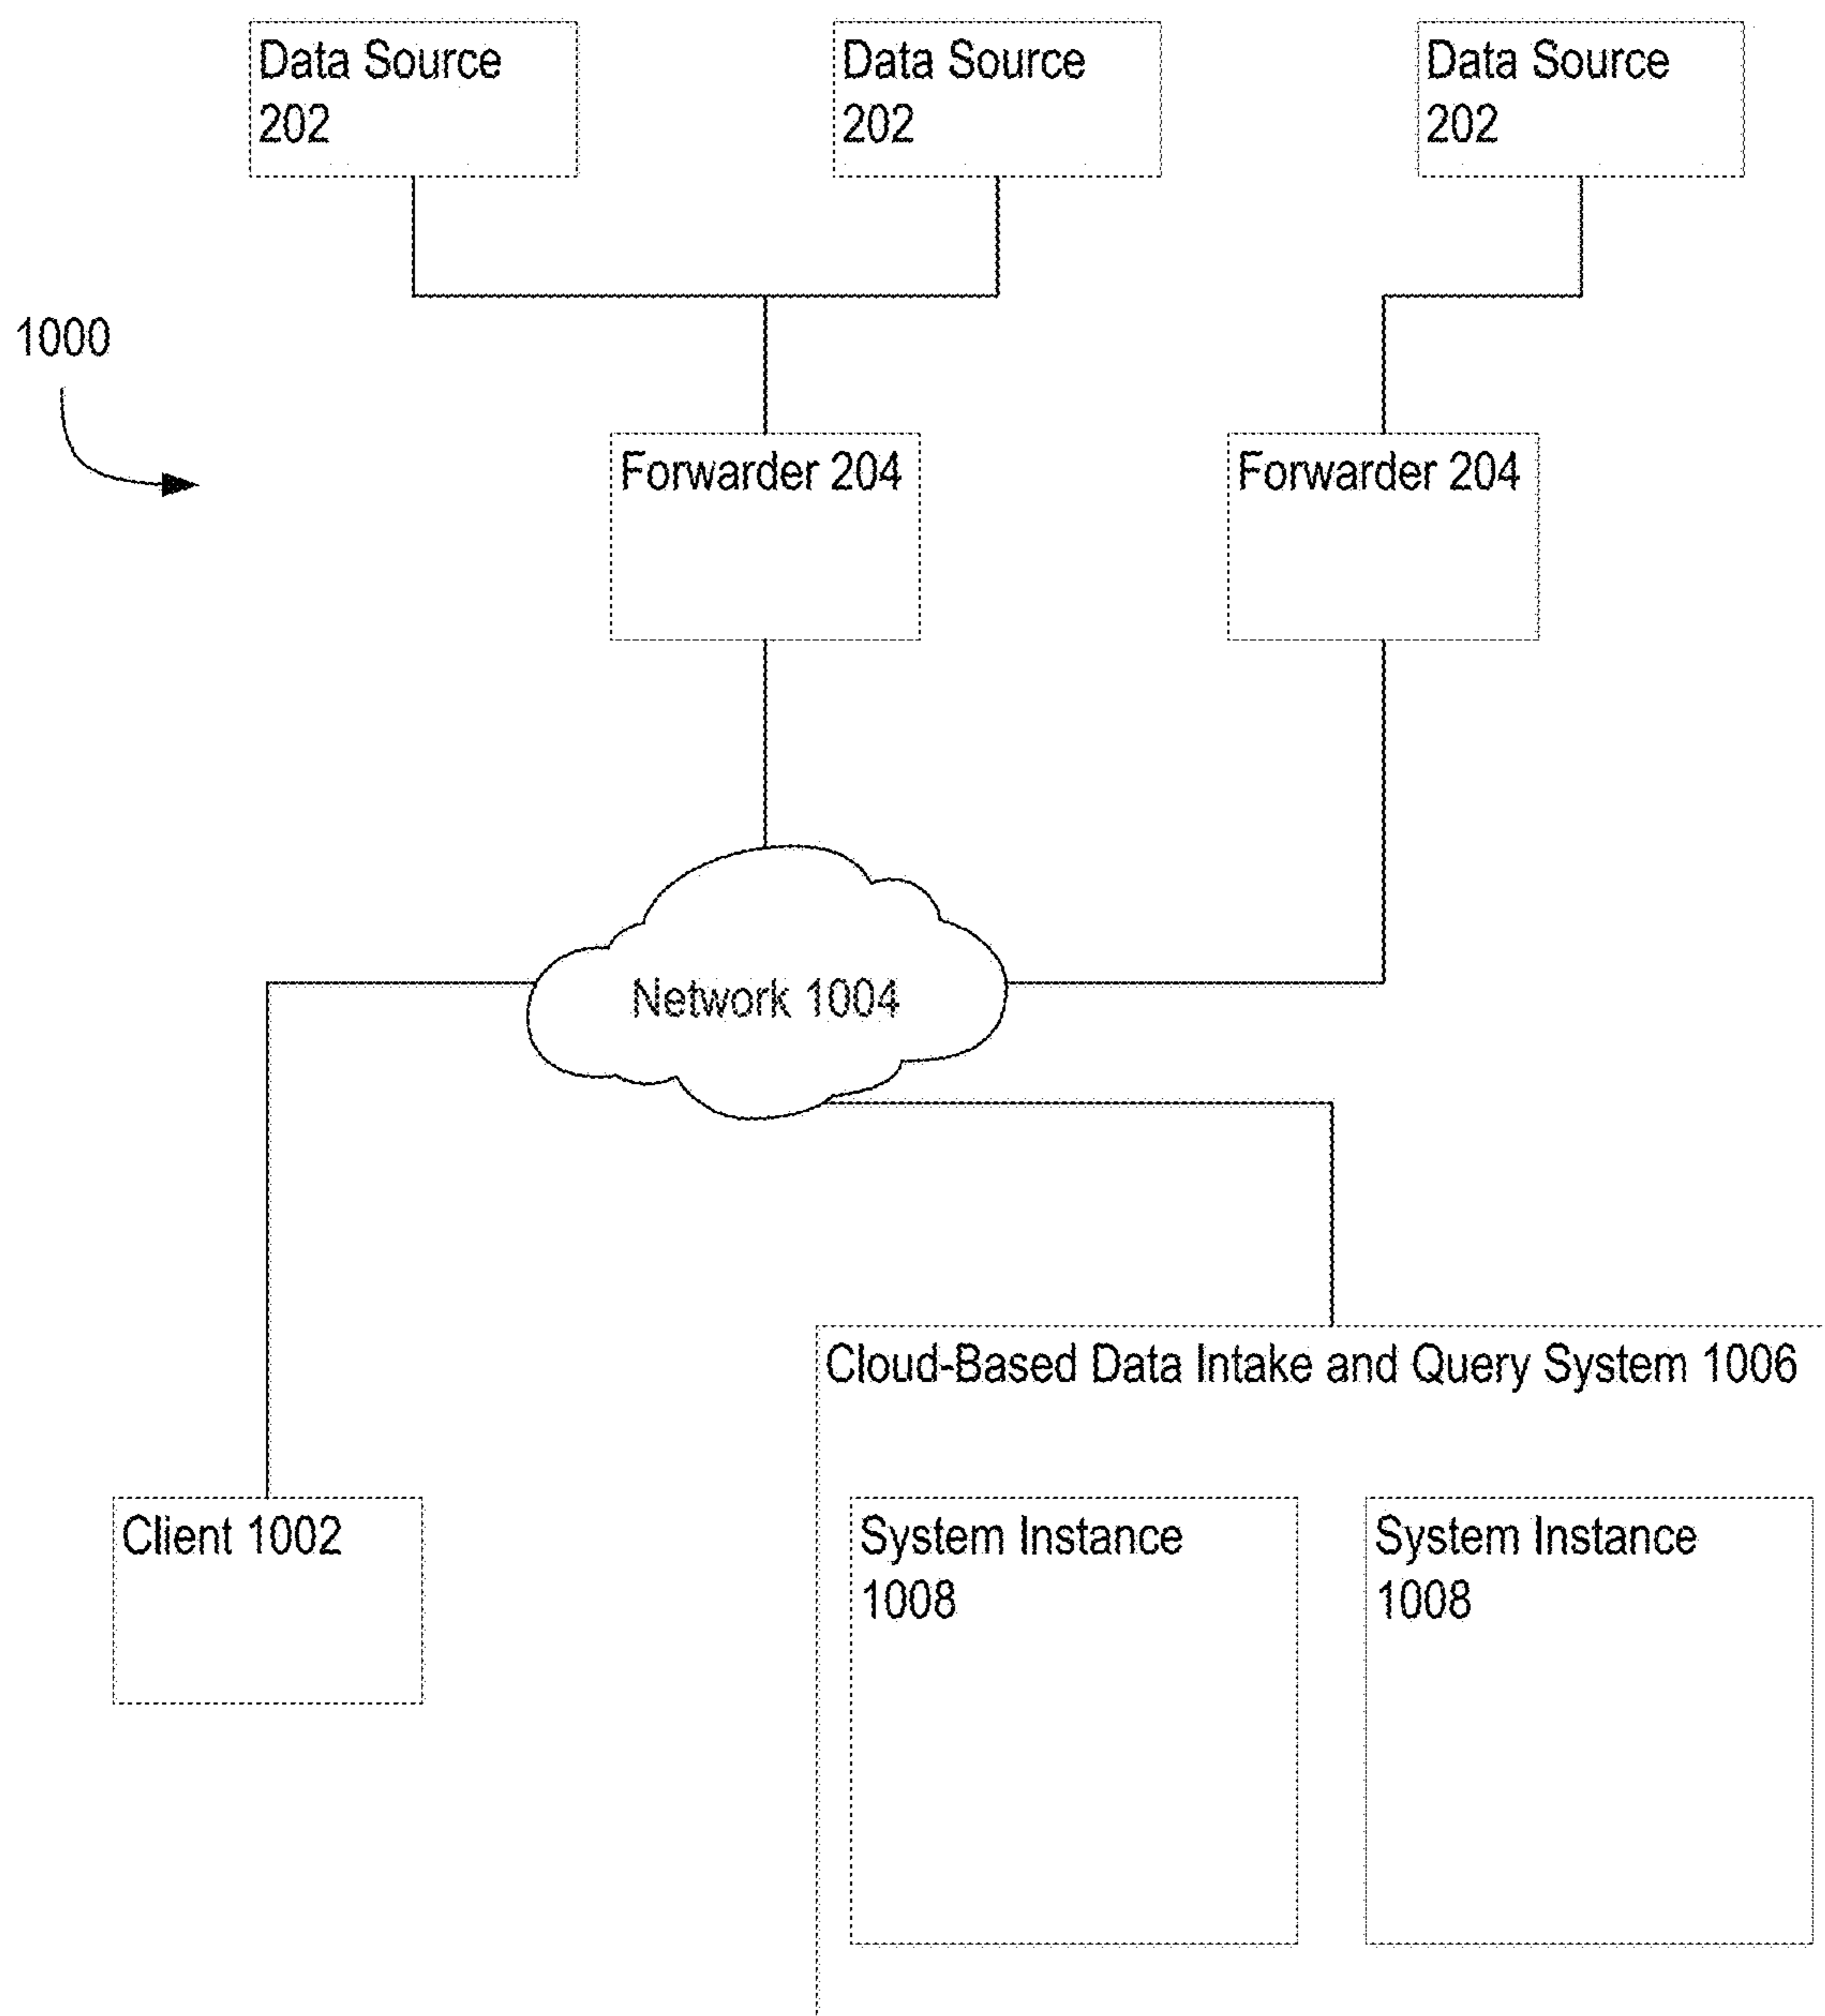 Data Source
202
Data Source
202
Data Source
202
1000
Forwarder 204
Forwarder 204
Network 1004
Cloud-Based Data Intake and Query System 1006
Client 1002
System Instance
1008
System Instance
1008